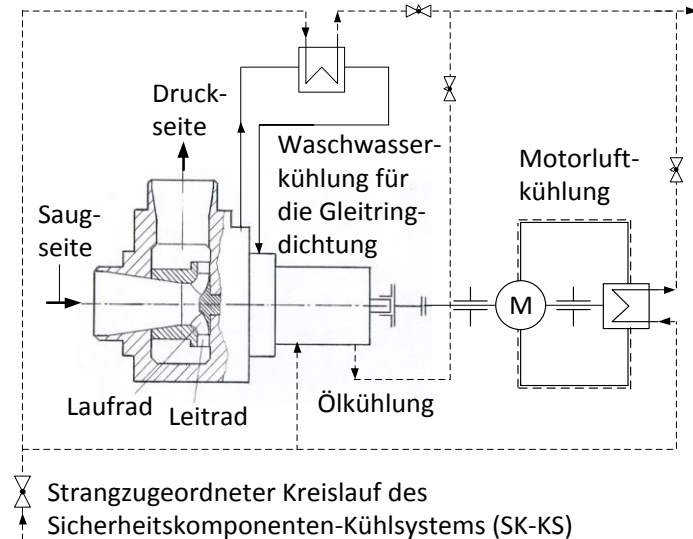 Druck-
seite
Waschwasser-
kühlung für
die Gleitring-
dichtung
Motorluft-
kühlung
Saug-
seite
M
Laufrad
Leitrad
Ölkühlung
Strangzugeordneter Kreislauf des
Sicherheitskomponenten-Kühlsystems (SK-KS)